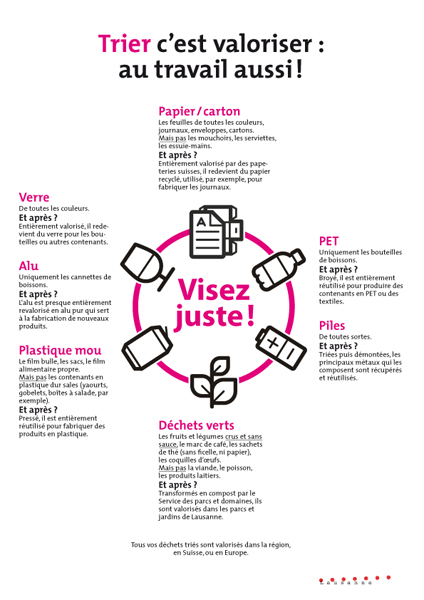 Trier c’est valoriser :
au travail aussi !
Papier / carton
Les feuilles de toutes les couleurs,
journaux, enveloppes, cartons.
Mais pas les mouchoirs, les serviettes,
les essuie-mains.
Et après ?
Entièrement valorisé par des pape-
teries suisses, il redevient du papier
recyclé, utilisé, par exemple, pour
fabriquer les journaux.
Verre
De toutes les couleurs.
Et après ?
Entièrement valorisé, il rede-
vient du verre pour les bou-
teilles ou autres contenants.
Alu
Uniquement les cannettes de
boissons.
Et après ?
L’alu est presque entièrement
revalorisé en alu pur qui sert
à la fabrication de nouveaux
produits.
Plastique mou
Le film bulle, les sacs, le film
alimentaire propre.
Mais pas les contenants en
plastique dur sales (yaourts,
gobelets, boîtes à salade, par
exemple).
Et après ?
Pressé, il est entièrement
réutilisé pour fabriquer des
produits en plastique.
A
Visez
juste !
PET
Uniquement les bouteilles
de boissons.
Et après ?
Broyé, il est entièrement
réutilisé pour produire des
contenants en PET ou des
textiles.
Piles
De toutes sortes.
Et après ?
Triées puis démontées, les
principaux métaux qui les
composent sont récupérés
et réutilisés.
Déchets verts
Les fruits et légumes crus et sans
sauce, le marc de café, les sachets
de thé (sans ficelle, ni papier),
les coquilles d’œufs.
Mais pas la viande, le poisson,
les produits laitiers.
Et après ?
Transformés en compost par le
Service des parcs et domaines, ils
sont valorisés dans les parcs et
jardins de Lausanne.
Tous vos déchets triés sont valorisés dans la région,
en Suisse, ou en Europe.
Lausanne